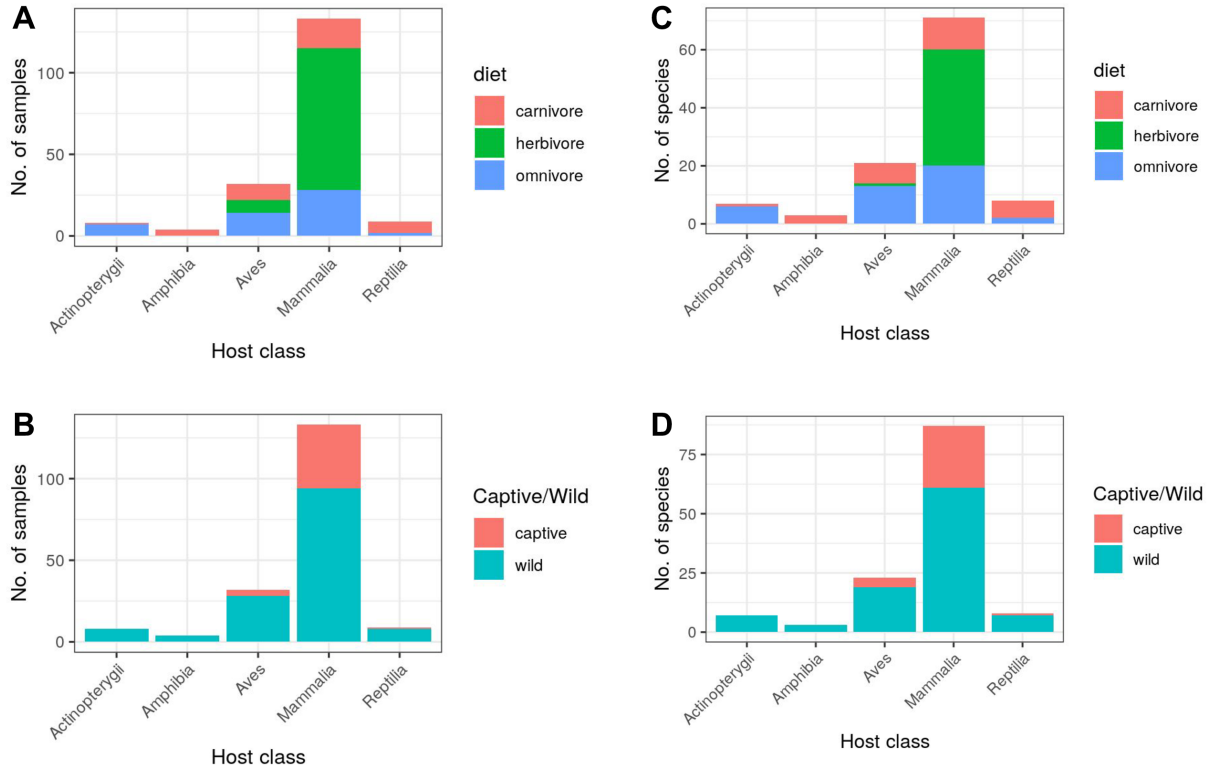 A
No. of samples
100
50
0
Actinopterygii
Amphibia
Aves
Mammalia
Reptilia
Host class
diet
carnivore
herbivore
omnivore
C
No. of species
60
40
20
0
Actinopterygii
Amphibia
Aves
Mammalia
Reptilia
Host class
diet
carnivore
herbivore
omnivore
B
No. of samples
100
50
0
Actinopterygii
Amphibia
Aves
Mammalia
Reptilia
Host class
Captive/Wild
captive
wild
D
No. of species
75
50
25
0
Actinopterygii
Amphibia
Aves
Mammalia
Reptilia
Host class
Captive/Wild
captive
wild